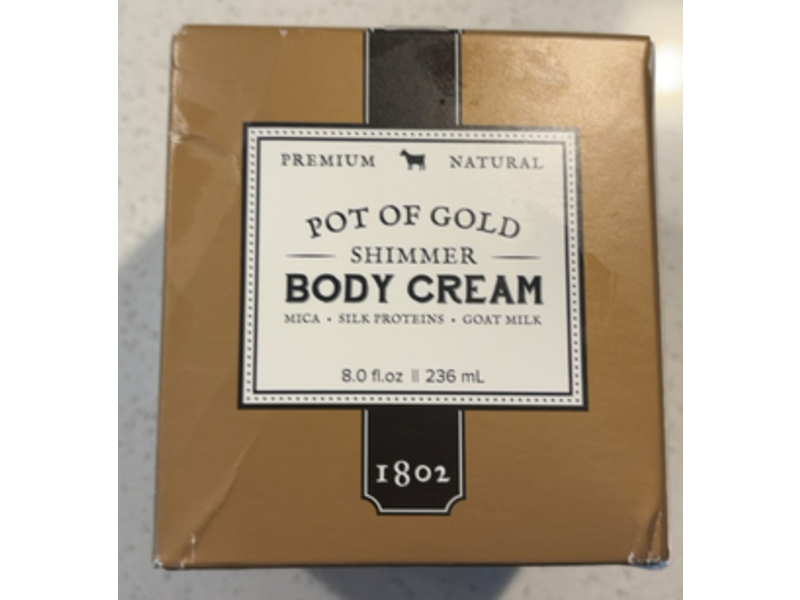 PREMIUM NATURAL
POT OF GOLD
SHIMMER
BODY CREAM
MICA • SILK PROTEINS • GOAT MILK
8.0 fl.oz || 236 mL
1802